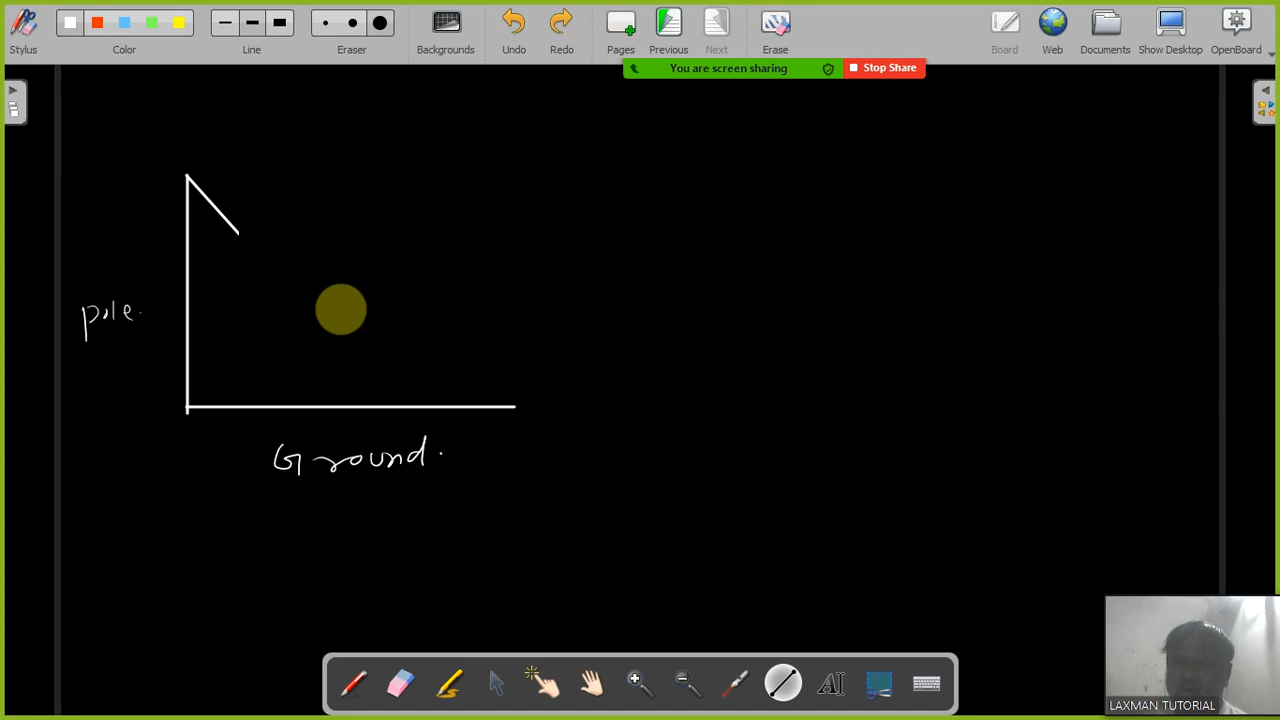 Stylus Color Line Eraser Backgrounds Undo Redo Pages Previous Next Erase Board Web Documents Show Desktop OpenBoard
You are screen sharing Stop Share
pole.
Ground.
AI
LAXMAN TUTORIAL